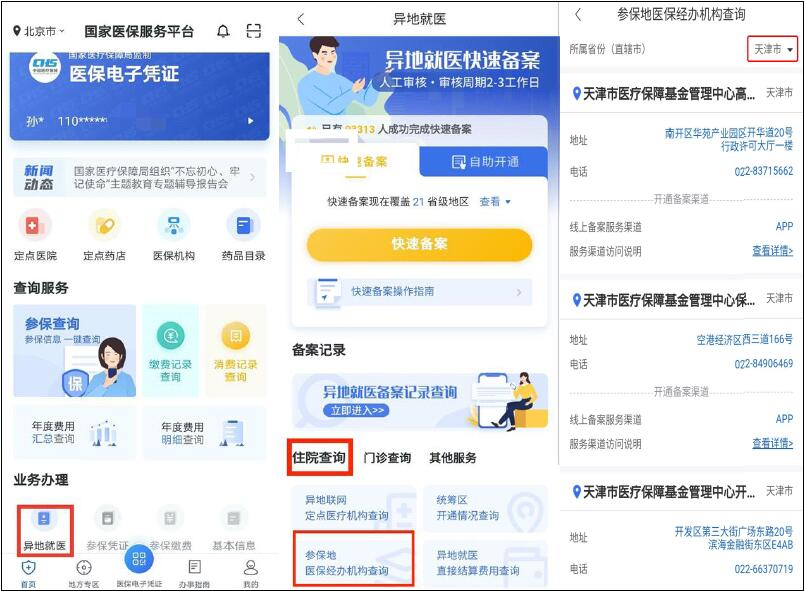 北京市
国家医保服务平台
国家医疗保障局监制
CHS
医保电子凭证
孙* 110*****
新闻
动态
国家医疗保障局组织“不忘初心、牢
记使命”主题教育专题辅导报告会
定点医院
定点药店
医保机构
药品目录
查询服务
参保查询
参保信息 一键查询
保
缴费记录
查询
消费记录
查询
年度费用
汇总查询
年度费用
明细查询
业务办理
异地就医
参保凭证
参保缴费
基本信息
首页
地方专区
医保电子凭证
办事指南
我的
异地就医
异地就医快速备案
人工审核·审核周期2-3工作日
3313 人成功完成快速备案
快速备案
自助开通
快速备案现在覆盖 21 省级地区 查看
快速备案
快速备案操作指南
备案记录
异地就医备案记录查询
立即进入>>
住院查询
门诊查询
其他服务
异地联网
定点医疗机构查询
统筹区
开通情况查询
参保地
医保经办机构查询
异地就医
直接结算费用查询
参保地医保经办机构查询
所属省份（直辖市）
天津市
天津市医疗保障基金管理中心高... 天津市
地址
南开区华苑产业园区开华道20号
行政许可大厅一楼
电话
022-83715662
开通备案渠道
线上备案服务渠道
APP
服务渠道访问说明
查看详情>
天津市医疗保障基金管理中心保... 天津市
地址
空港经济区西三道166号
电话
022-84906469
开通备案渠道
线上备案服务渠道
APP
服务渠道访问说明
查看详情>
天津市医疗保障基金管理中心开... 天津市
地址
开发区第三大街广场东路20号
滨海金融街东区E4AB
电话
022-66370719